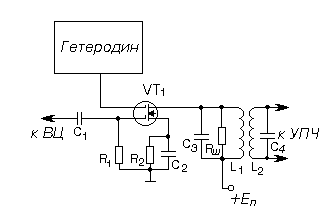 Гетеродин
VT1
к ВЦ
C1
R1
R2
C2
C3
Rш
L1
L2
C4
к УПЧ
+Eп